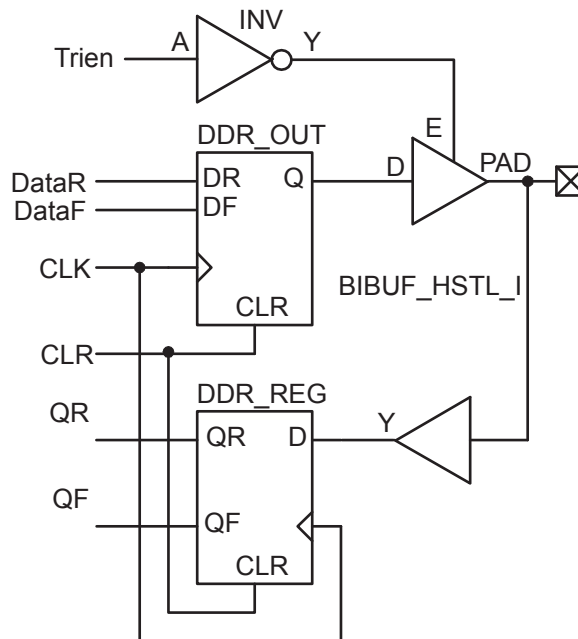 INV
Trien
A
Y
DDR_OUT
E
DataR
DR
Q
D
PAD
DataF
DF
CLK
BIBUF_HSTL_I
CLR
CLR
DDR_REG
QR
QR
D
Y
QF
QF
CLR